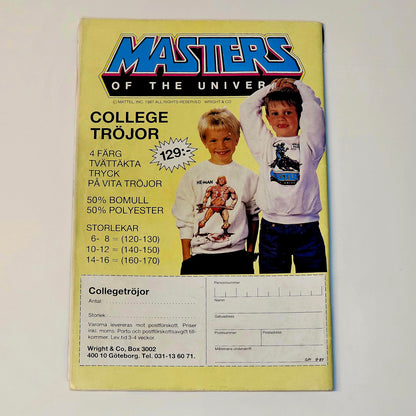 MASTERS
OF THE UNIVER
© MATTEL, INC. 1987 ALL RIGHTS RESERVED WRIGHT & CO
COLLEGE
TRÖJOR
129:-
4 FÄRG
TVÄTTÄKTA
TRYCK
PÅ VITA TRÖJOR
HE-MAN
MASTERS
50% BOMULL
50% POLYESTER
STORLEKAR
6- 8 = (120-130)
10-12 = (140-150)
14-16 = (160-170)
Collegetröjor
Antal
Storlek
Varorna levereras mot postförskott. Priser
inkl. moms. Porto och postförskottsavgift till-
kommer. Lev.tid 3-4 veckor.
Wright & Co, Box 3002
400 10 Göteborg. Tel. 031-13 60 71.
Personnummer
Namn
Gatuadress
Postnummer
Postadress
Målsmans underskrift